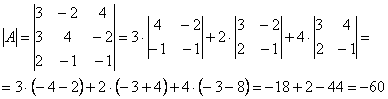 |A| = |3 −2 4; 3 4 −2; 2 −1 −1| = 3·|4 −2; −1 −1| + 2·|3 −2; 2 −1| + 4·|3 4; 2 −1| =
= 3·(−4−2)+2·(−3+4)+4·(−3−8) = −18+2−44 = −60